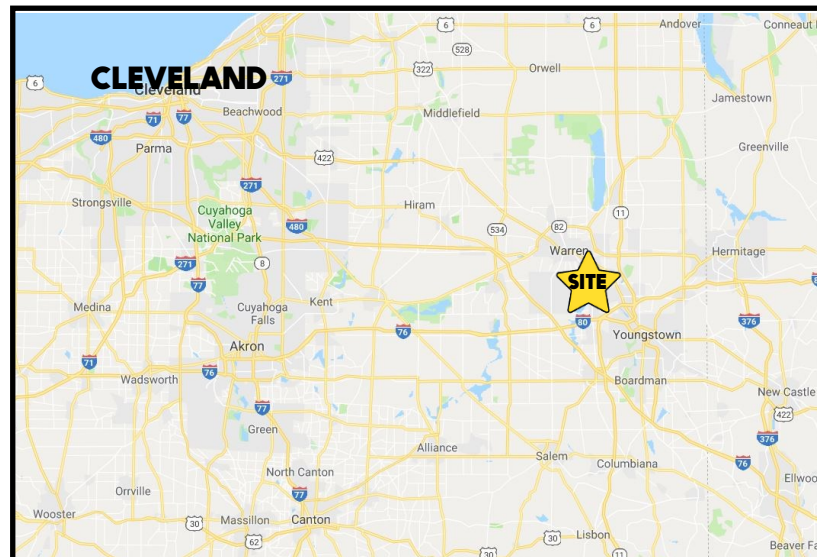 Andover
Conneaut
6
6
528
322
Orwell
CLEVELAND
Cleveland
271
6
Jamestown
Beachwood
Middlefield
71
77
480
Parma
Greenville
422
271
Strongsville
Hiram
Cuyahoga
Valley
National Park
480
11
534
82
Warren
Hermitage
271
8
SITE
77
Medina
Cuyahoga
Falls
Kent
80
376
76
Youngstown
Akron
71
76
Wadsworth
Boardman
New Castle
77
422
Green
376
Alliance
Salem
Columbiana
76
North Canton
Ellwood
Orrville
77
Wooster
30
Massillon
Canton
62
30
30
11
Lisbon
Beaver Fa